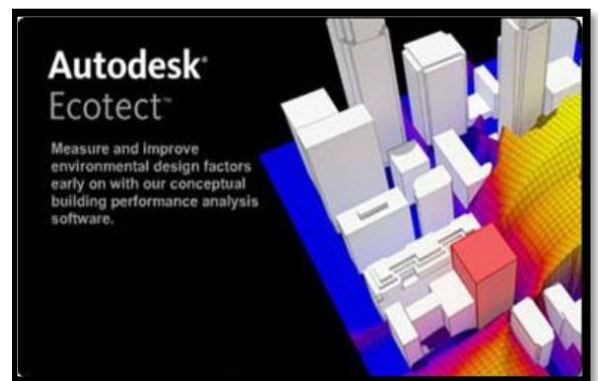 Autodesk®
Ecotect™
Measure and improve
environmental design factors
early on with our conceptual
building performance analysis
software.